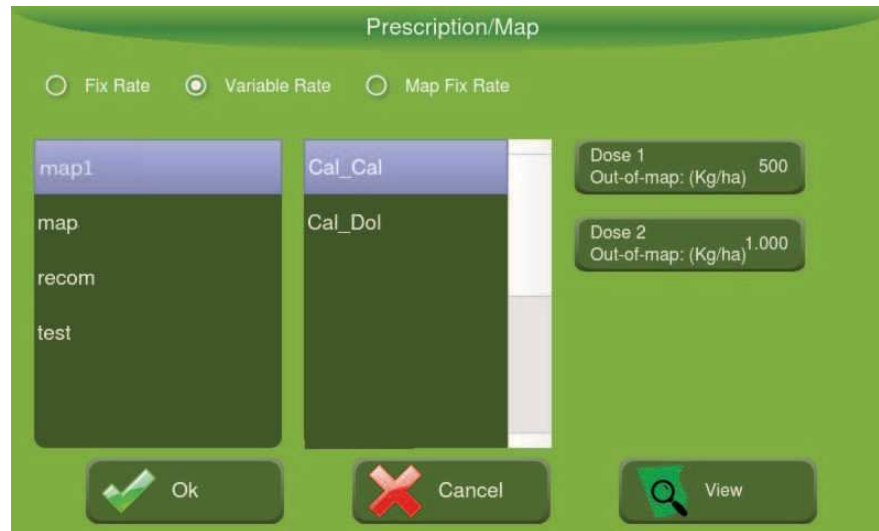 Prescription/Map
Fix Rate
Variable Rate
Map Fix Rate
map1
map
recom
test
Cal_Cal
Cal_Dol
Dose 1
Out-of-map: (Kg/ha) 500
Dose 2
Out-of-map: (Kg/ha) 1.000
Ok
Cancel
View